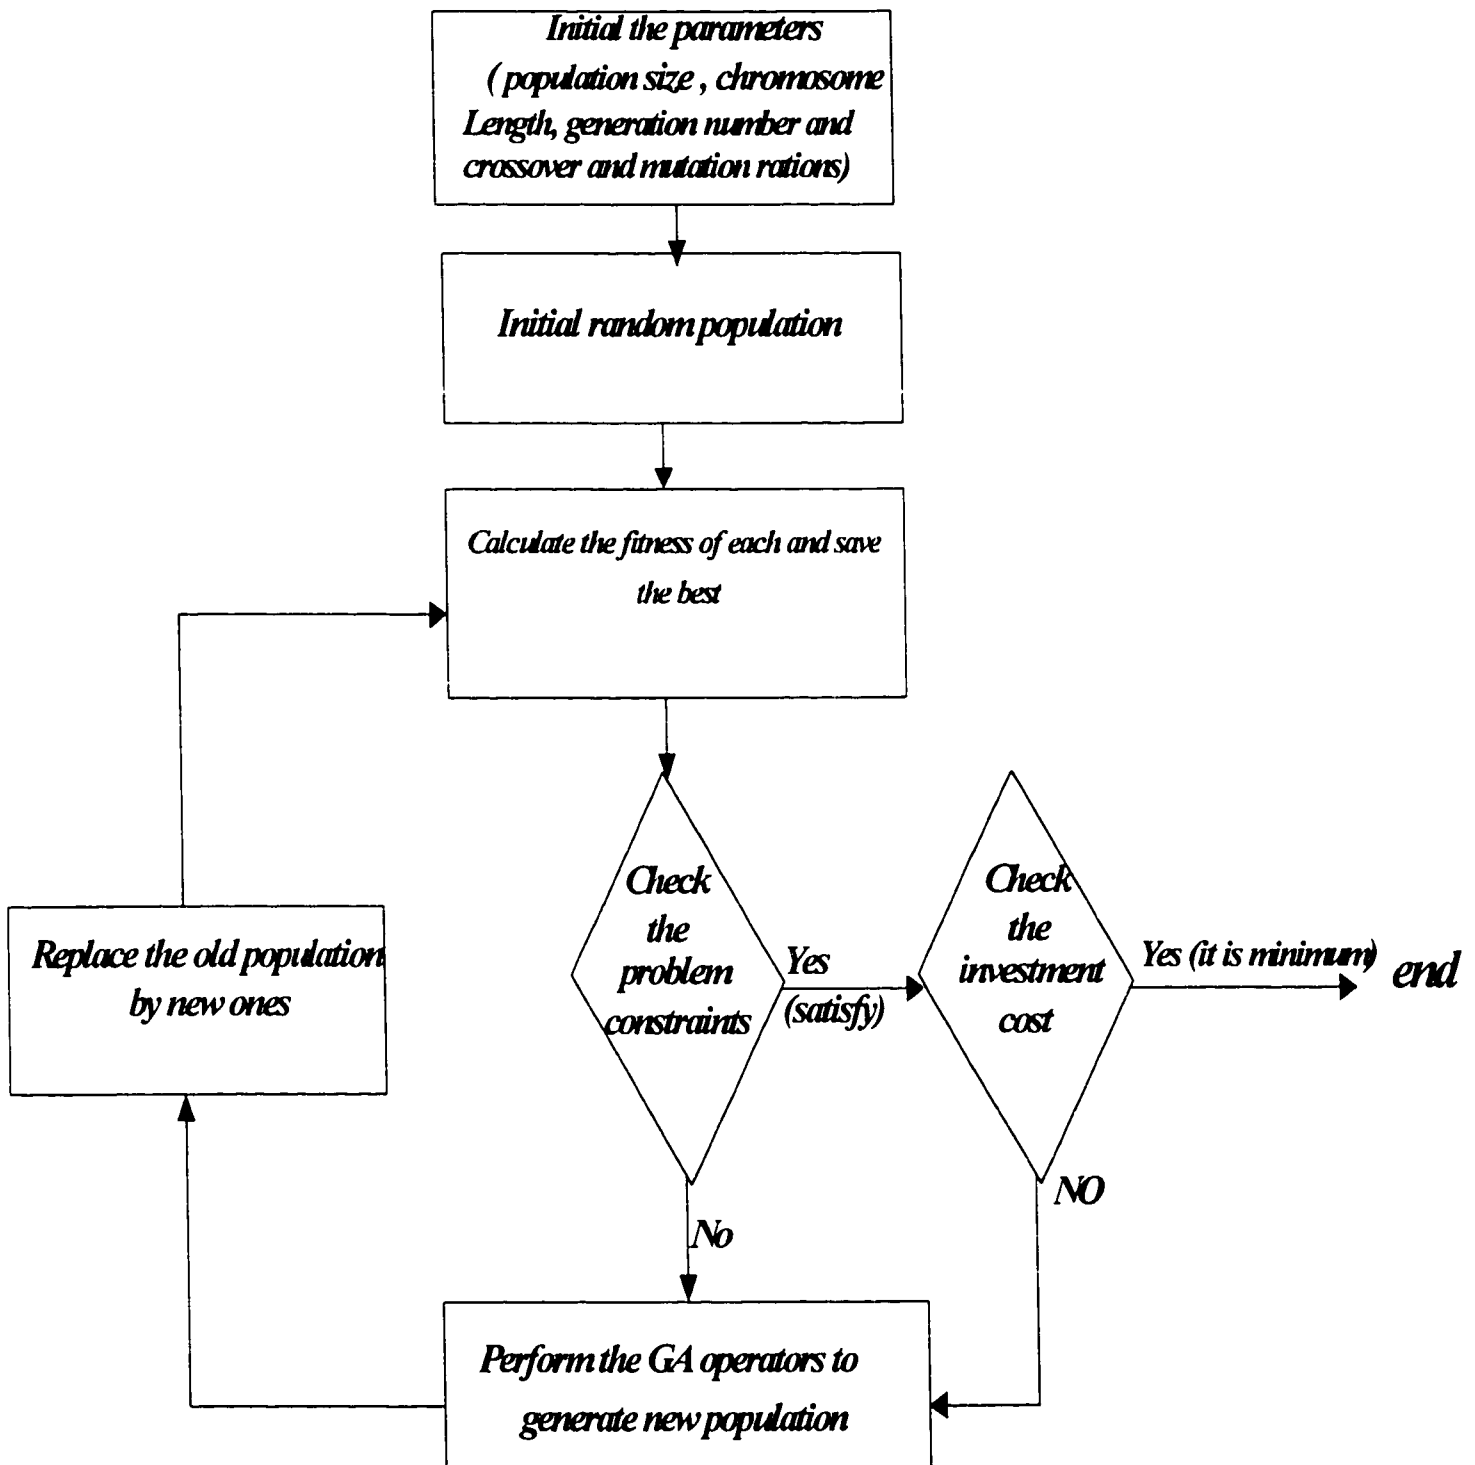 Initial the parameters
( population size , chromosome
Length, generation number and
crossover and mutation rations)
Initial random population
Calculate the fitness of each and save
the best
Check
the
problem
constraints
Yes
(satisfy)
Check
the
investment
cost
Yes (it is minimum)
end
Replace the old population
by new ones
No
NO
Perform the GA operators to
generate new population